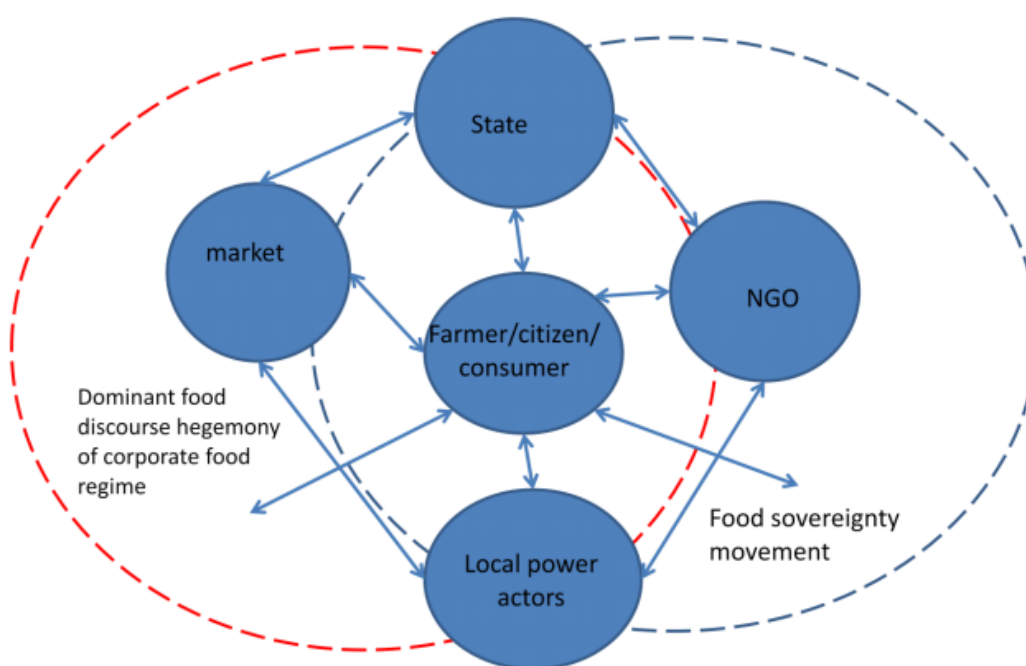 State
market
NGO
Farmer/citizen/
consumer
Dominant food
discourse hegemony
of corporate food
regime
Food sovereignty
movement
Local power
actors